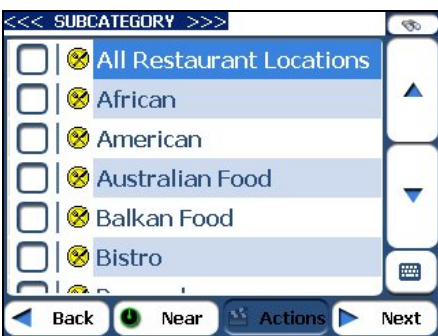 <<< SUBCATEGORY >>>
All Restaurant Locations
African
American
Australian Food
Balkan Food
Bistro
Back
Near
Actions
Next